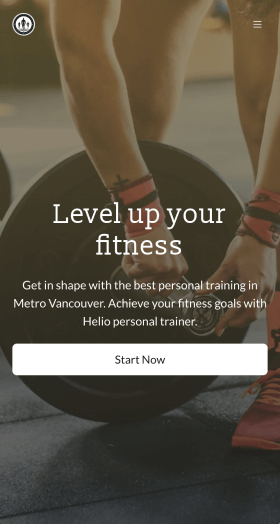 Level up your
fitness
Get in shape with the best personal training in
Metro Vancouver. Achieve your fitness goals with
Helio personal trainer.
Start Now